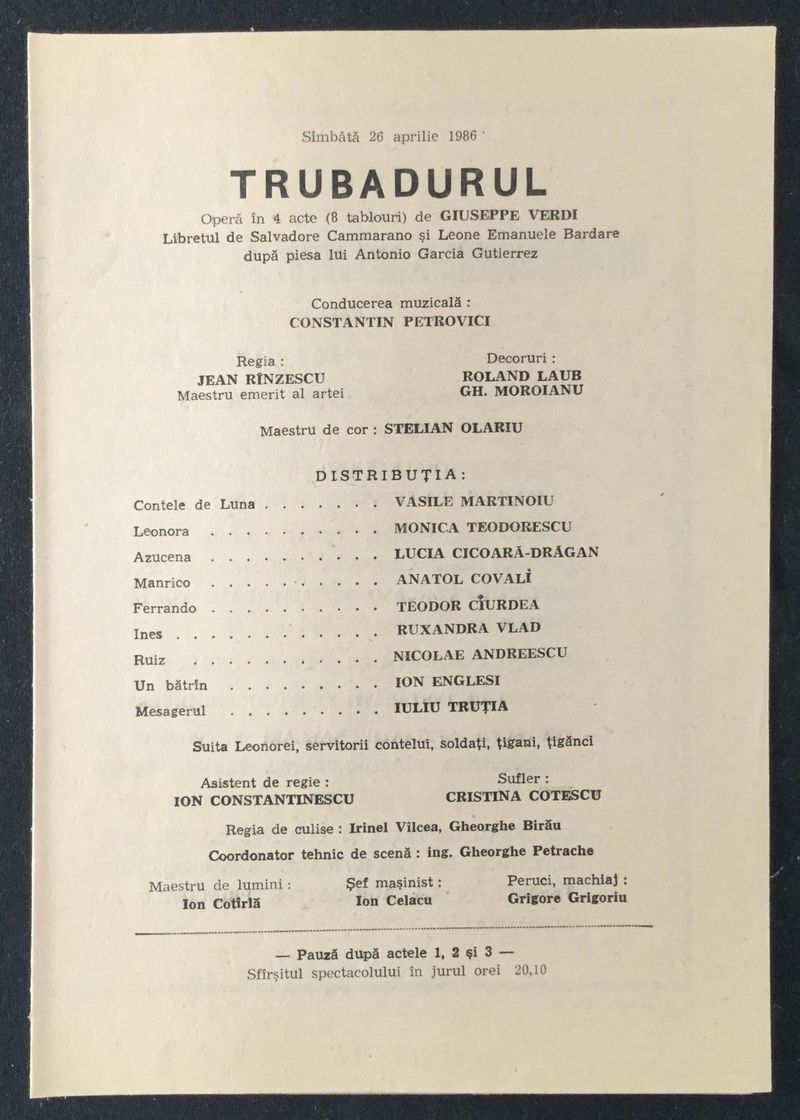 Sîmbătă 26 aprilie 1986
TRUBADURUL
Operă în 4 acte (8 tablouri) de GIUSEPPE VERDI
Libretul de Salvadore Cammarano și Leone Emanuele Bardare
după piesa lui Antonio Garcia Gutierrez
Conducerea muzicală :
CONSTANTIN PETROVICI
Regia :
JEAN RÎNZESCU
Maestru emerit al artei
Decoruri :
ROLAND LAUB
GH. MOROIANU
Maestru de cor : STELIAN OLARIU
DISTRIBUȚIA:
Contele de Luna . . . . . . . VASILE MARTINOIU
Leonora . . . . . . . . . . MONICA TEODORESCU
Azucena . . . . . . . . . . LUCIA CICOARĂ-DRĂGAN
Manrico . . . . . . . . . . ANATOL COVALI
Ferrando . . . . . . . . . . TEODOR CIURDEA
Ines . . . . . . . . . . . . RUXANDRA VLAD
Ruiz . . . . . . . . . . . NICOLAE ANDREESCU
Un bătrîn . . . . . . . . . ION ENGLESI
Mesagerul . . . . . . . . . IULIU TRUȚIA
Suita Leonorei, servitorii contelui, soldați, țigani, țigănci
Asistent de regie :
ION CONSTANTINESCU
Sufler :
CRISTINA COTESCU
Regia de culise : Irinel Vîlcea, Gheorghe Birău
Coordonator tehnic de scenă : ing. Gheorghe Petrache
Maestru de lumini :
Ion Cotîrlă
Șef mașinist :
Ion Celacu
Peruci, machiaj :
Grigore Grigoriu
— Pauză după actele 1, 2 și 3 —
Sfîrșitul spectacolului în jurul orei 20,10